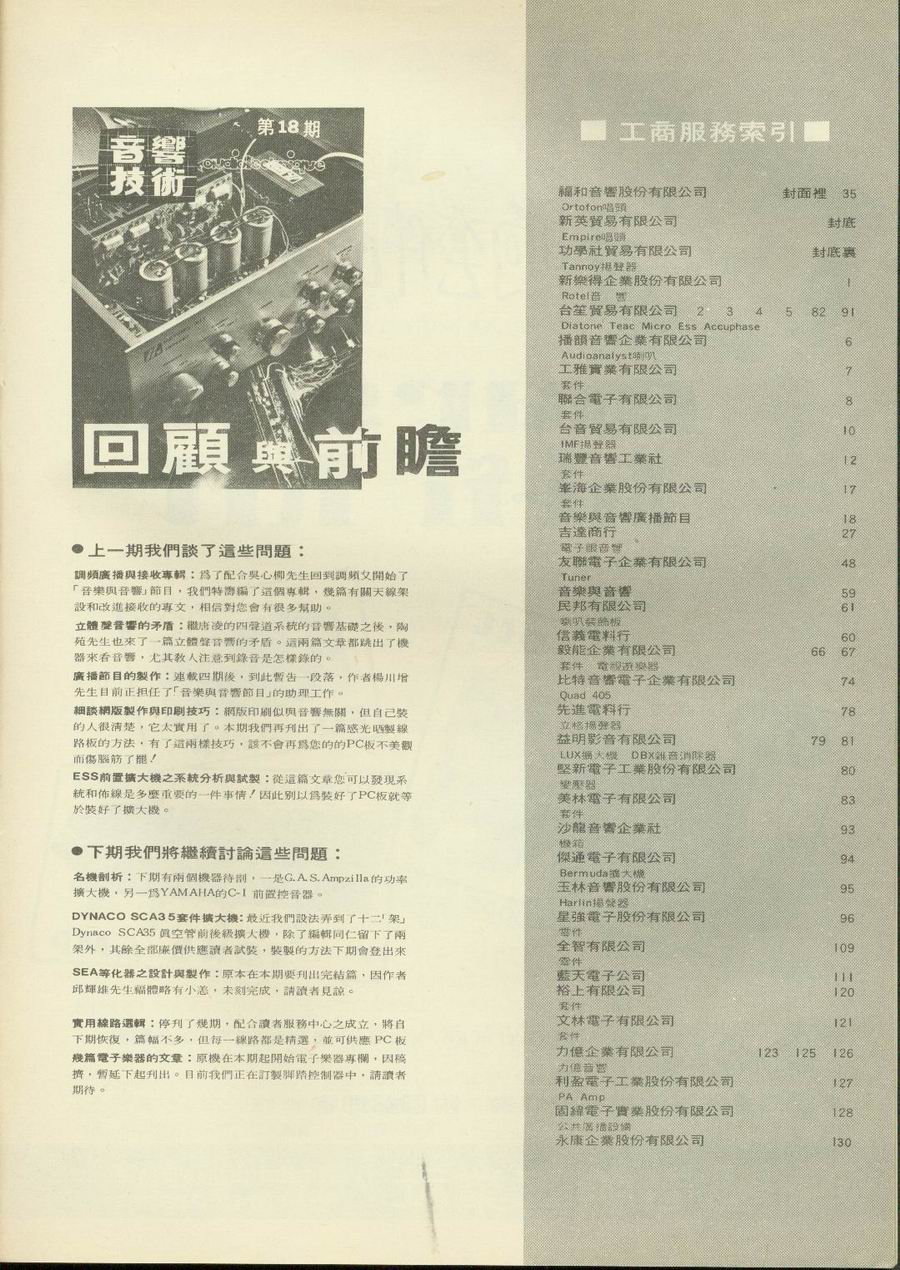 第18期
音響
技術
audiotechnique
回顧與前瞻
●上一期我們談了這些問題：
調頻廣播與接收專輯：爲了配合吳心柳先生回到調頻又開始了
「音樂與音響」節目，我們特籌編了這個專輯，幾篇有關天線架
設和改進接收的專文，相信對您會有很多幫助。
立體聲音響的矛盾：繼唐凌的四聲道系統的音響基礎之後，陶
苑先生也來了一篇立體聲音響的矛盾。這兩篇文章都跳出了機
器來看音響，尤其教人注意到錄音是怎樣錄的。
廣播節目的製作：連載四期後，到此暫告一段落，作者楊川增
先生目前正担任了「音樂與音響節目」的助理工作。
細談網版製作與印刷技巧：網版印刷似與音響無關，但自己裝
的人很清楚，它太實用了。本期我們再刋出了一篇感光晒製線
路板的方法，有了這兩樣技巧，該不會再爲您的的PC板不美觀
而傷腦筋了罷！
ESS前置擴大機之系統分析與試製：從這篇文章您可以發現系
統和佈線是多麼重要的一件事情！因此別以爲裝好了PC板就等
於裝好了擴大機。
●下期我們將繼續討論這些問題：
名機剖析：下期有兩個機器待剖，一是G.A.S.Ampzilla的功率
擴大機，另一爲YAMAHA的C-1 前置控音器。
DYNACO SCA35套件擴大機：最近我們設法弄到了十二「架」
Dynaco SCA35 眞空管前後級擴大機，除了編輯同仁留下了兩
架外，其餘全部廉價供應讀者試裝，裝製的方法下期會登出來
SEA等化器之設計與製作：原本在本期要刋出完結篇，因作者
邱輝雄先生福體略有小恙，未刻完成，請讀者見諒。
實用線路選輯：停刋了幾期，配合讀者服務中心之成立，將自
下期恢復，篇幅不多，但每一線路都是精選，並可供應 PC 板
幾篇電子樂器的文章：原機在本期起開始電子樂器專欄，因稿
擠，暫延下起刋出。目前我們正在訂製脚踏控制器中，請讀者
期待。
■ 工商服務索引 ■
福和音響股份有限公司 封面裡 35
Ortofon唱頭
新英貿易有限公司 封底
Empire唱頭
功學社貿易有限公司 封底裏
Tannoy揚聲器
新樂得企業股份有限公司 1
Rotel音 響
台笙貿易有限公司 2 3 4 5 82 91
Diatone Teac Micro Ess Accuphase
播韻音響企業有限公司 6
Audioanalyst喇叭
工雅實業有限公司 7
套件
聯合電子有限公司 8
套件
台音貿易有限公司 10
IMF揚聲器
瑞豐音響工業社 12
套件
峯海企業股份有限公司 17
套件
音樂與音響廣播節目 18
吉達商行 27
電子眼音響
友聯電子企業有限公司 48
Tuner
音樂與音響 59
民邦有限公司 61
喇叭裝飾板
信義電料行 60
毅能企業有限公司 66 67
套件 電視遊樂器
比特音響電子企業有限公司 74
Quad 405
先進電料行 78
立格揚聲器
益明影音有限公司 79 81
LUX擴大機 DBX雜音消除器
堅新電子工業股份有限公司 80
變壓器
美林電子有限公司 83
套件
沙龍音響企業社 93
機箱
傑通電子有限公司 94
Bermuda擴大機
玉林音響股份有限公司 95
Harlin揚聲器
星強電子股份有限公司 96
零件
全智有限公司 109
零件
藍天電子公司 111
裕上有限公司 120
套件
文林電子有限公司 121
套件
力億企業有限公司 123 125 126
力億音響
利盈電子工業股份有限公司 127
PA Amp
固緯電子實業股份有限公司 128
公共廣播設備
永康企業股份有限公司 130